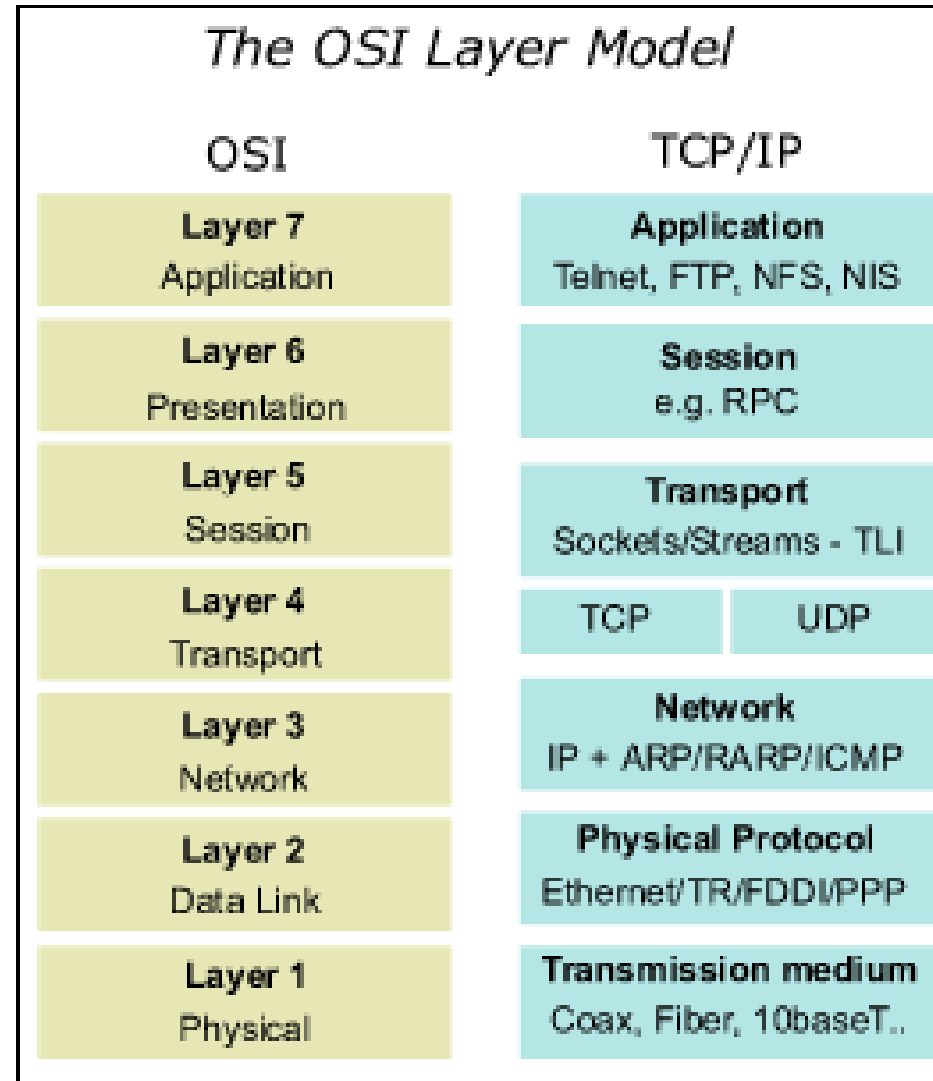 The OSI Layer Model
OSI
Layer 7
Application
Layer 6
Presentation
Layer 5
Session
Layer 4
Transport
Layer 3
Network
Layer 2
Data Link
Layer 1
Physical
TCP/IP
Application
Telnet, FTP, NFS, NIS
Session
e.g. RPC
Transport
Sockets/Streams - TLI
TCP
UDP
Network
IP + ARP/RARP/ICMP
Physical Protocol
Ethernet/TR/FDDI/PPP
Transmission medium
Coax, Fiber, 10baseT..